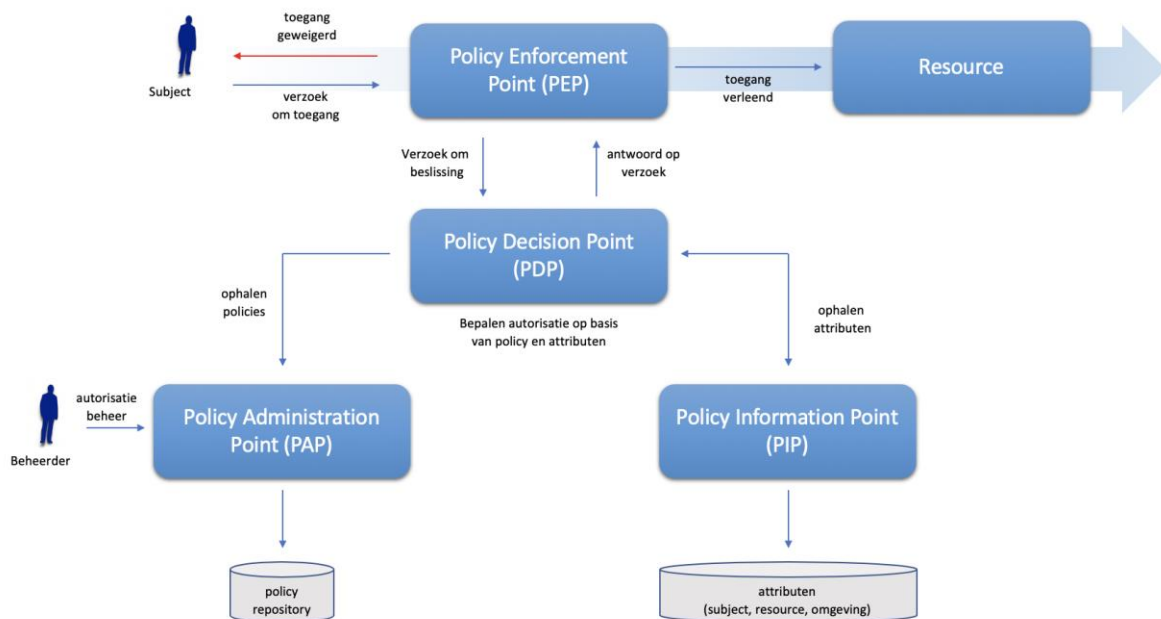 toegang
geweigerd
Subject
verzoek
om toegang
Policy Enforcement
Point (PEP)
toegang
verleend
Resource
Verzoek om
beslissing
antwoord op
verzoek
Policy Decision Point
(PDP)
ophalen
policies
Bepalen autorisatie op basis
van policy en attributen
ophalen
attributen
Beheerder
autorisatie
beheer
Policy Administration
Point (PAP)
Policy Information Point
(PIP)
policy
repository
attributen
(subject, resource, omgeving)